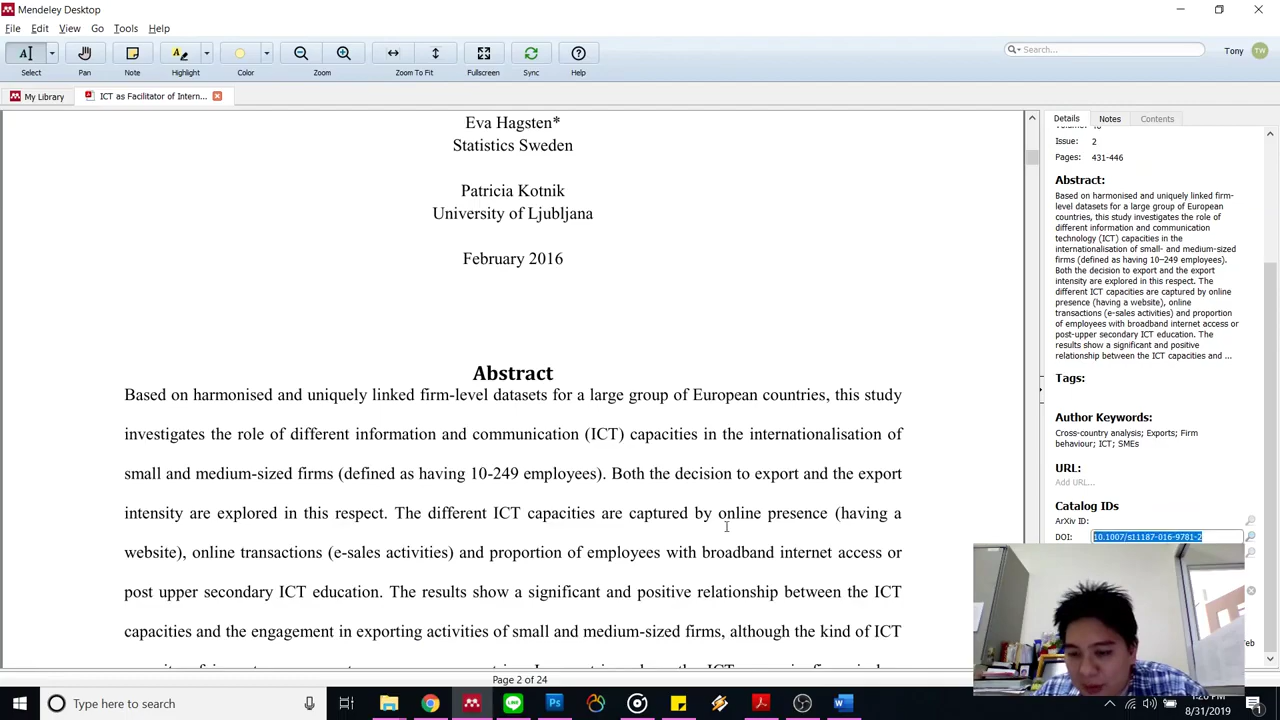 Mendeley Desktop
File Edit View Go Tools Help
Select Pan Note Highlight Color Zoom Zoom To Fit Fullscreen Sync Help
Search...
Tony TW
My Library
ICT as Facilitator of Intern...
Eva Hagsten*
Statistics Sweden
Patricia Kotnik
University of Ljubljana
February 2016
Abstract
Based on harmonised and uniquely linked firm-level datasets for a large group of European countries, this study
investigates the role of different information and communication (ICT) capacities in the internationalisation of
small and medium-sized firms (defined as having 10-249 employees). Both the decision to export and the export
intensity are explored in this respect. The different ICT capacities are captured by online presence (having a
website), online transactions (e-sales activities) and proportion of employees with broadband internet access or
post upper secondary ICT education. The results show a significant and positive relationship between the ICT
capacities and the engagement in exporting activities of small and medium-sized firms, although the kind of ICT
Page 2 of 24
Details Notes Contents
Issue: 2
Pages: 431-446
Abstract:
Based on harmonised and uniquely linked firm-
level datasets for a large group of European
countries, this study investigates the role of
different information and communication
technology (ICT) capacities in the
internationalisation of small- and medium-sized
firms (defined as having 10–249 employees).
Both the decision to export and the export
intensity are explored in this respect. The
different ICT capacities are captured by online
presence (having a website), online
transactions (e-sales activities) and proportion
of employees with broadband internet access or
post-upper secondary ICT education. The
results show a significant and positive
relationship between the ICT capacities and ...
Tags:
Author Keywords:
Cross-country analysis; Exports; Firm
behaviour; ICT; SMEs
URL:
Add URL...
Catalog IDs
ArXiv ID:
DOI: 10.1007/s11187-016-9781-2
Type here to search
8/31/2019